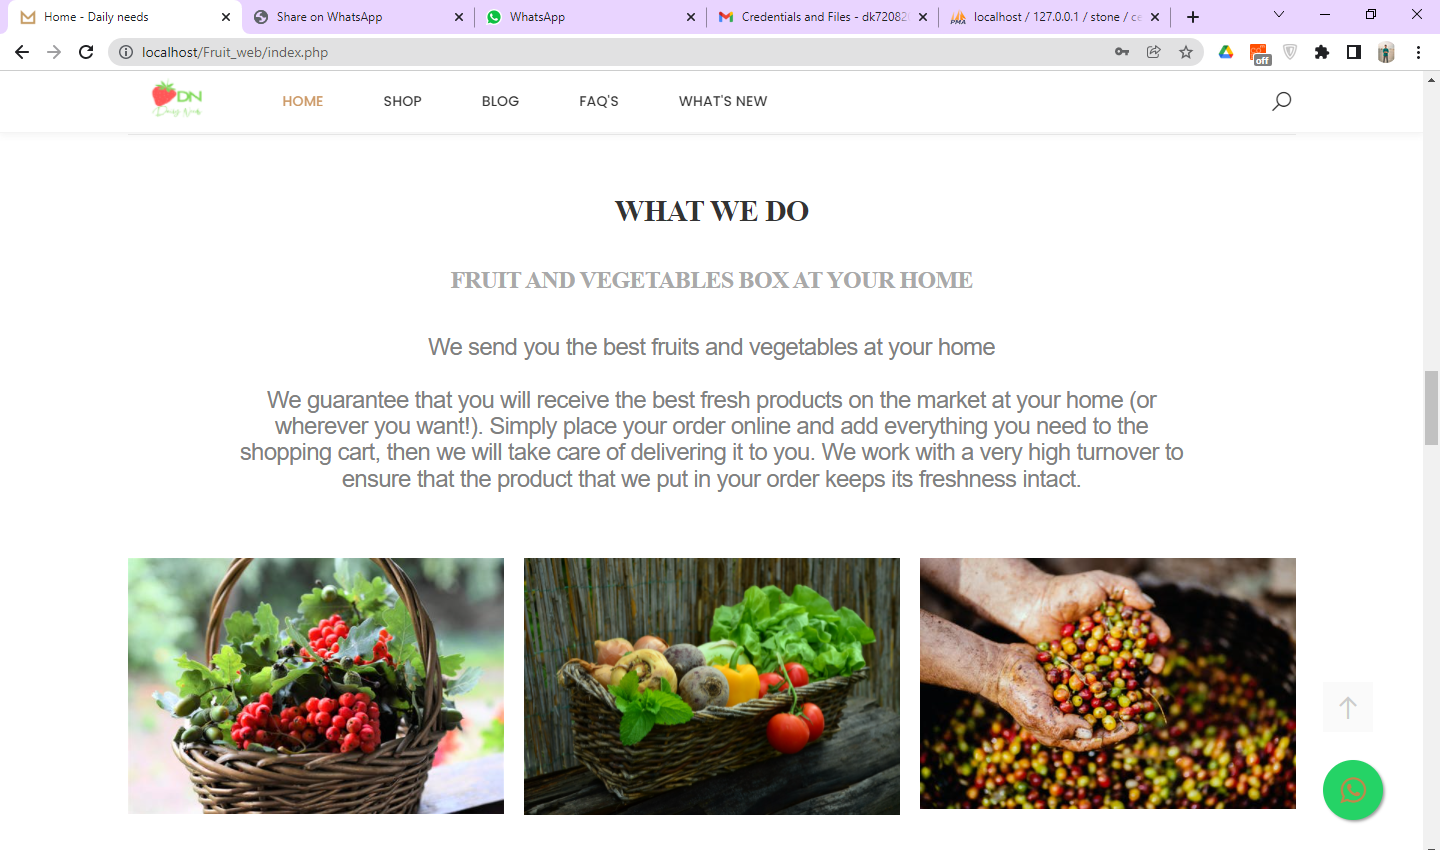 Home - Daily needs
Share on WhatsApp
WhatsApp
Credentials and Files - dk7208
localhost / 127.0.0.1 / stone / ce
localhost/Fruit_web/index.php
off
DN
HOME
SHOP
BLOG
FAQ'S
WHAT'S NEW
WHAT WE DO
FRUIT AND VEGETABLES BOX AT YOUR HOME
We send you the best fruits and vegetables at your home
We guarantee that you will receive the best fresh products on the market at your home (or
wherever you want!). Simply place your order online and add everything you need to the
shopping cart, then we will take care of delivering it to you. We work with a very high turnover to
ensure that the product that we put in your order keeps its freshness intact.